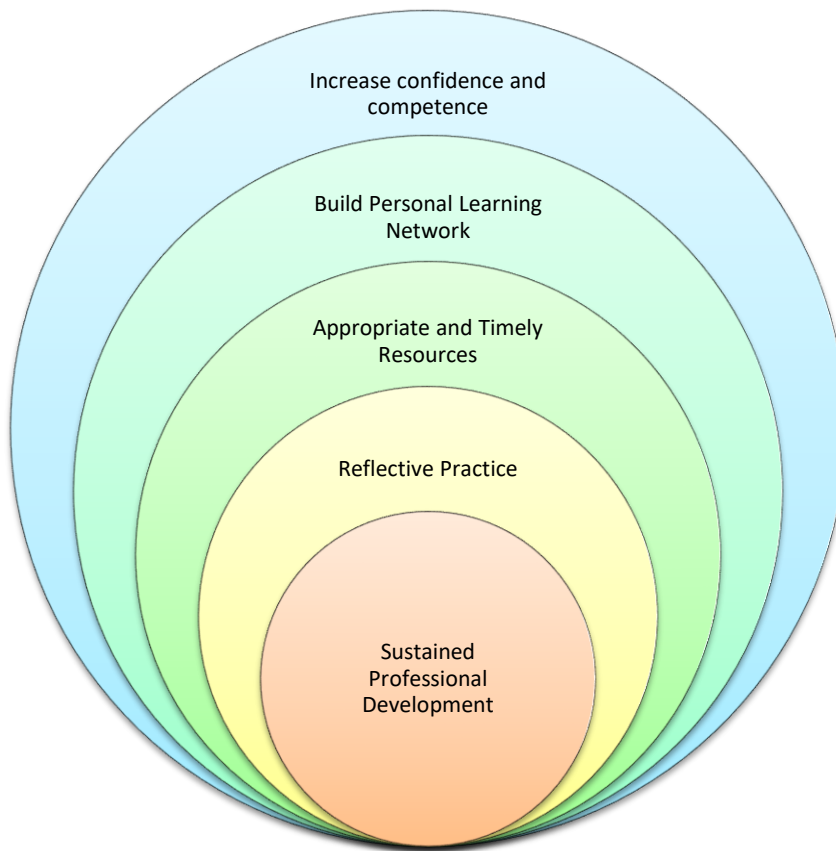 Increase confidence and
competence
Build Personal Learning
Network
Appropriate and Timely
Resources
Reflective Practice
Sustained
Professional
Development